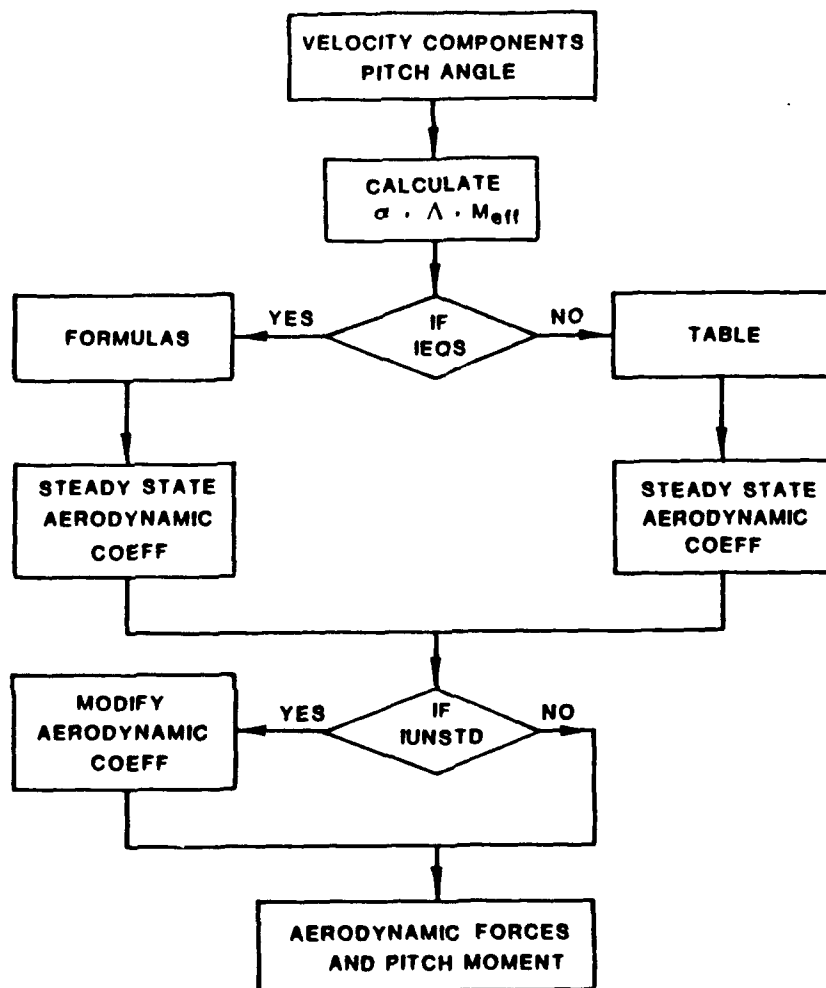 VELOCITY COMPONENTS
PITCH ANGLE
CALCULATE
α , Λ , Meff
YES
IF
IEQS
NO
FORMULAS
TABLE
STEADY STATE
AERODYNAMIC
COEFF
STEADY STATE
AERODYNAMIC
COEFF
MODIFY
AERODYNAMIC
COEFF
YES
IF
IUNSTD
NO
AERODYNAMIC FORCES
AND PITCH MOMENT